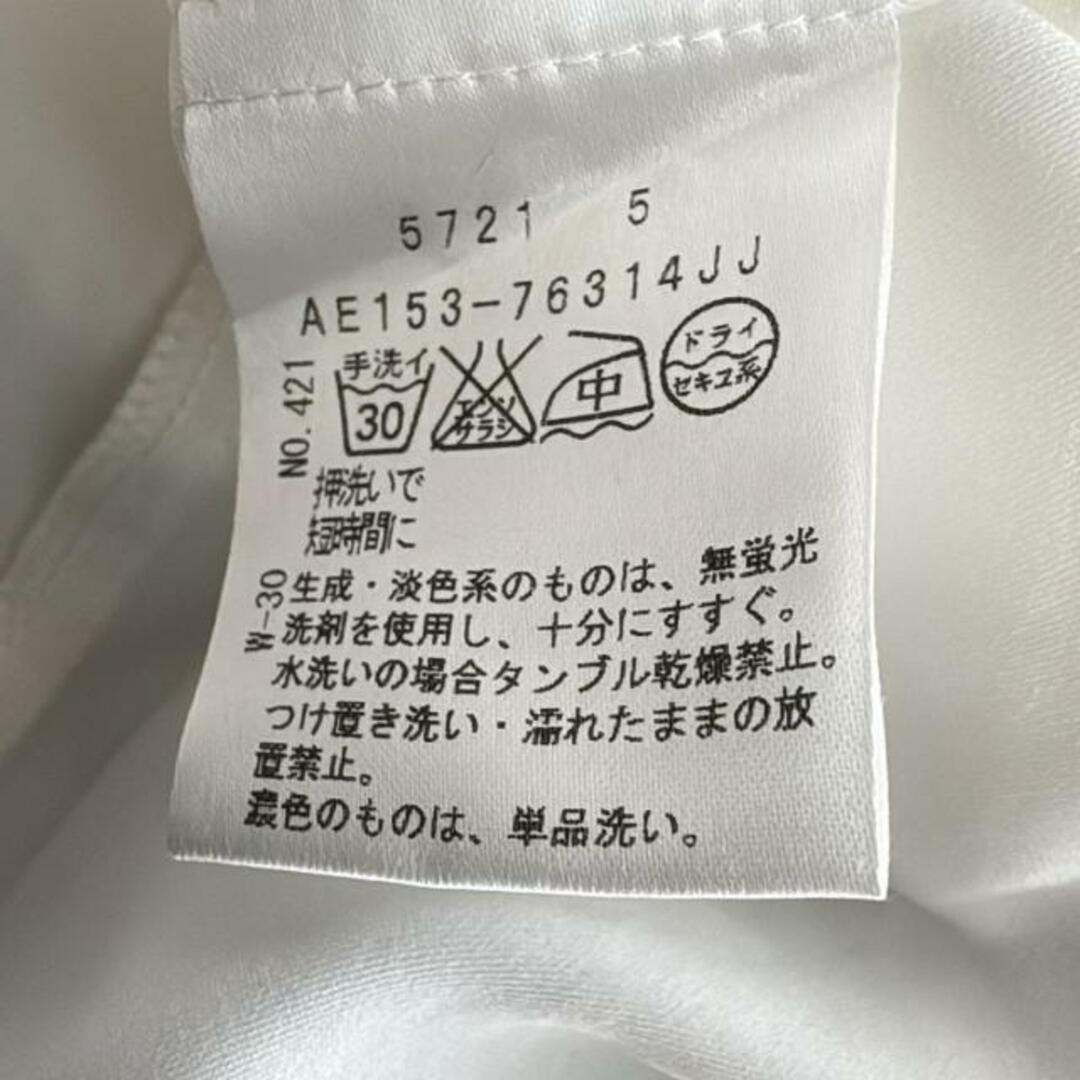 5721 5
AE153-76314JJ
NO.421
手洗イ
30
エンソ
サラシ
中
ドライ
セキユ系
押洗いで
短時間に
W-30
生成・淡色系のものは、無蛍光
洗剤を使用し、十分にすすぐ。
水洗いの場合タンブル乾燥禁止。
つけ置き洗い・濡れたままの放
置禁止。
濃色のものは、単品洗い。